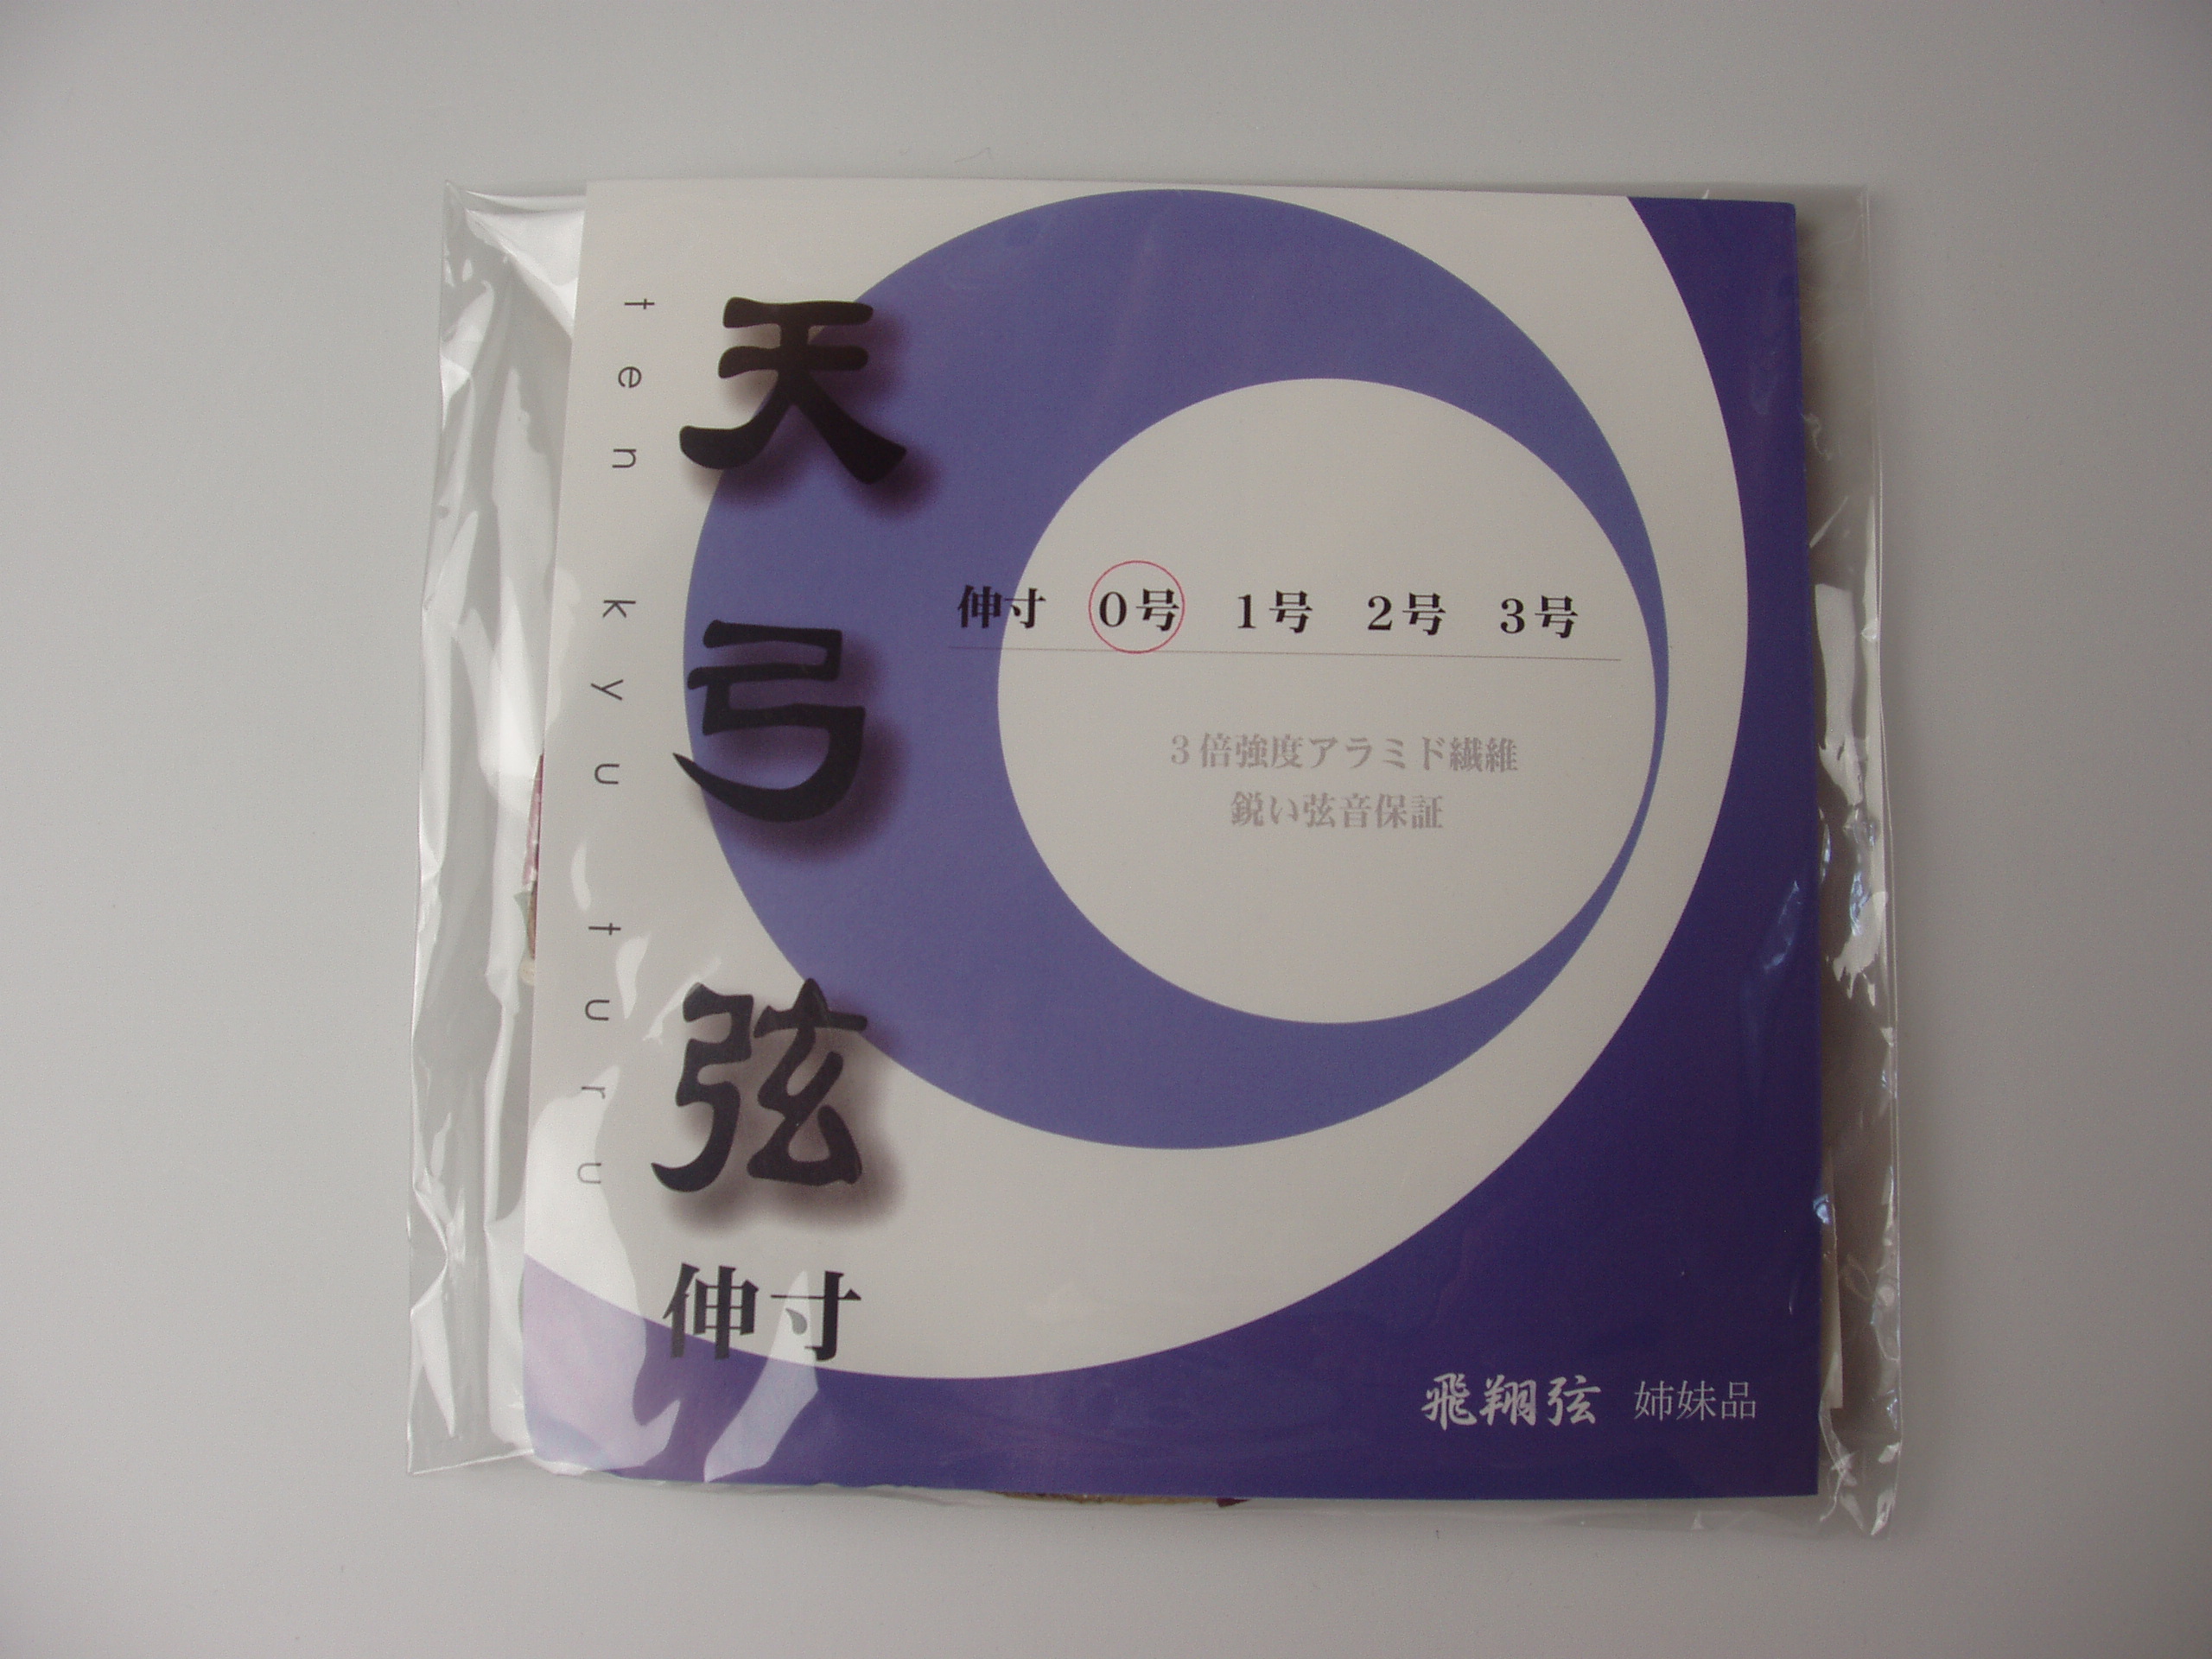 ten kyu turu
天弓弦
伸寸
伸寸 0号 1号 2号 3号
3倍強度アラミド繊維
鋭い弦音保証
飛翔弦 姉妹品